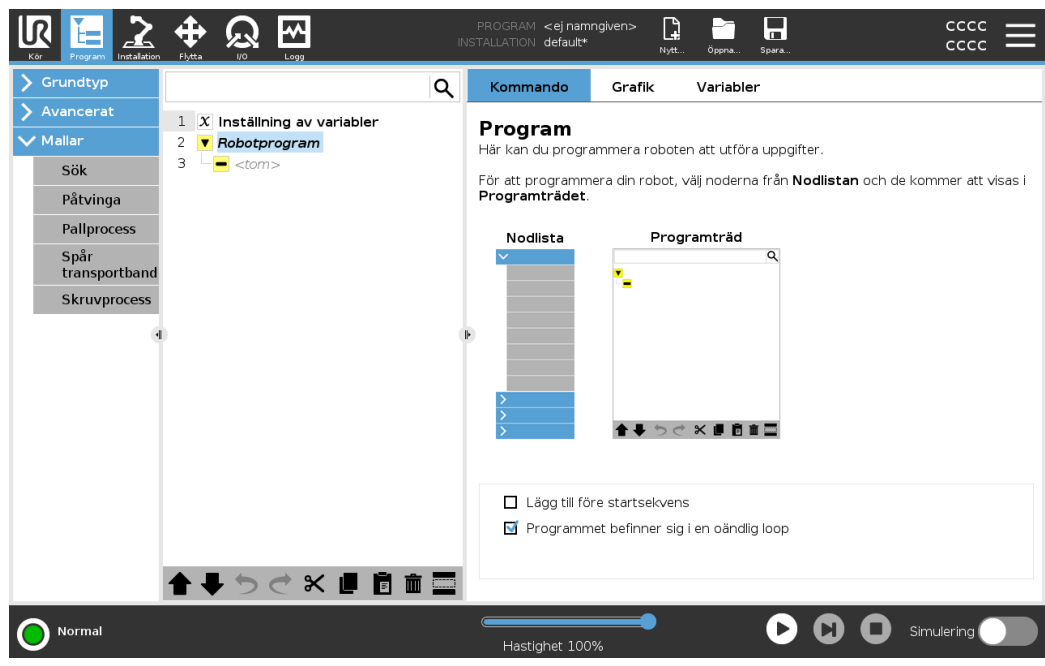 PROGRAM <ej namngiven>
INSTALLATION default*
UR
Kör
Program
Installation
Flytta
I/O
Logg
Nytt...
Öppna...
Spara...
CCCC
CCCC
Grundtyp
Avancerat
Mallar
Sök
Påtvinga
Pallprocess
Spår
transportband
Skruvprocess
1 X Inställning av variabler
2 Robotprogram
3 <tom>
Kommando Grafik Variabler
Program
Här kan du programmera roboten att utföra uppgifter.
För att programmera din robot, välj noderna från Nodlistan och de kommer att visas i
Programträdet.
Nodlista
Programträd
Lägg till före startsekvens
Programmet befinner sig i en oändlig loop
Normal
Hastighet 100%
Simulering